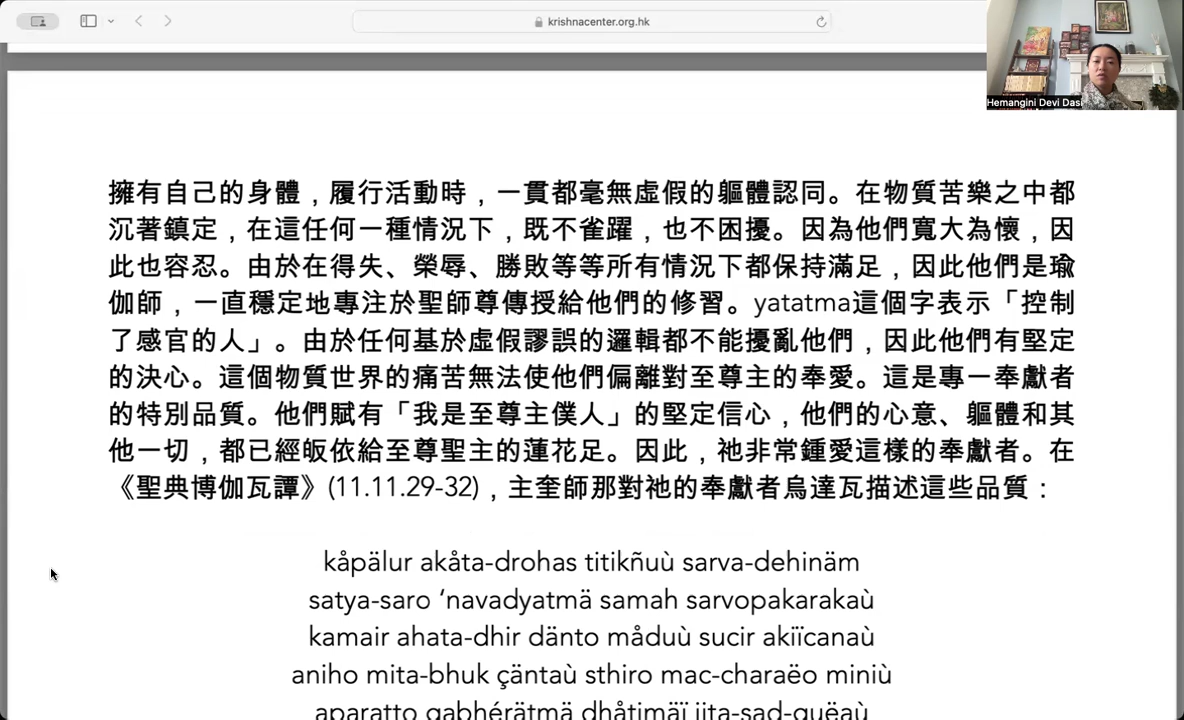 krishnacenter.org.hk
Hemangini Devi Dasi
擁有自己的身體，履行活動時，一貫都毫無虛假的軀體認同。在物質苦樂之中都
沉著鎮定，在這任何一種情況下，既不雀躍，也不困擾。因為他們寬大為懷，因
此也容忍。由於在得失、榮辱、勝敗等等所有情況下都保持滿足，因此他們是瑜
伽師，一直穩定地專注於聖師尊傳授給他們的修習。yatatma這個字表示「控制
了感官的人」。由於任何基於虛假謬誤的邏輯都不能擾亂他們，因此他們有堅定
的決心。這個物質世界的痛苦無法使他們偏離對至尊主的奉愛。這是專一奉獻者
的特別品質。他們賦有「我是至尊主僕人」的堅定信心，他們的心意、軀體和其
他一切，都已經皈依給至尊聖主的蓮花足。因此，祂非常鍾愛這樣的奉獻者。在
《聖典博伽瓦譚》(11.11.29-32)，主奎師那對祂的奉獻者烏達瓦描述這些品質：
kåpälur akåta-drohas titikñuù sarva-dehinäm
satya-saro ‘navadyatmä samah sarvopakarakaù
kamair ahata-dhir dänto måduù sucir akiïcanaù
aniho mita-bhuk çäntaù sthiro mac-charaëo miniù
aparatto gabhérätmä dhåtimäï jita-sad-guëaù